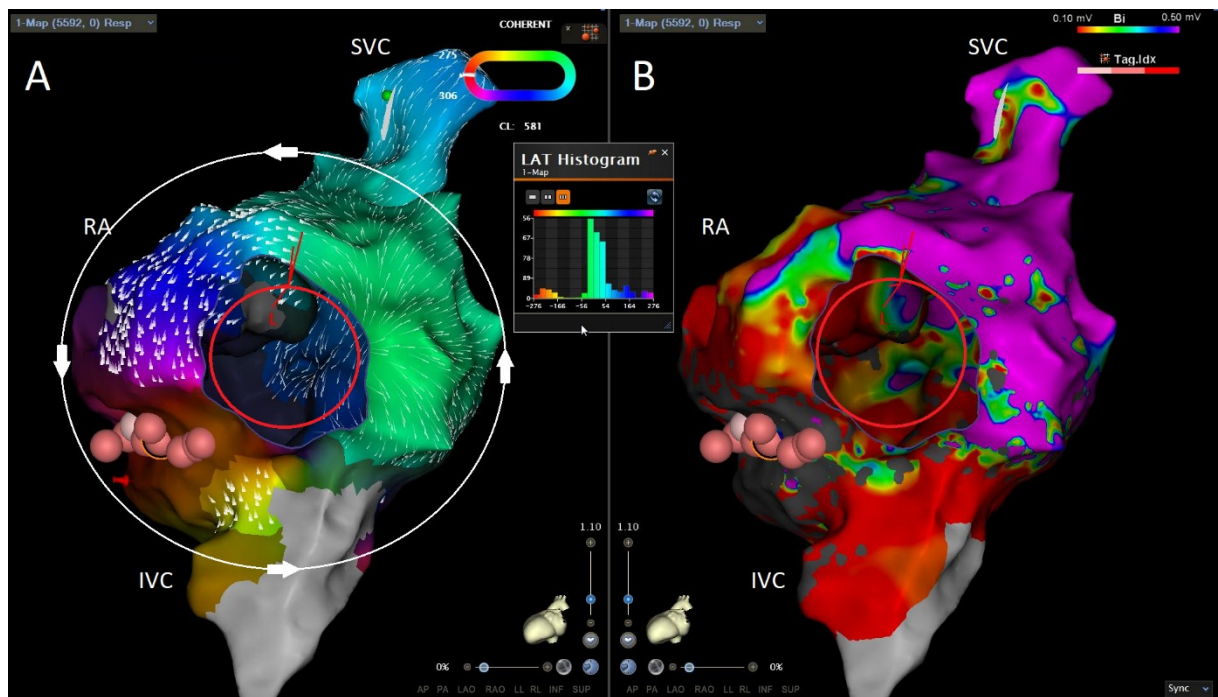 1-Map (5592, 0) Resp
A
SVC
COHERENT
-275
306
CL: 581
RA
IVC
LAT Histogram
1-Map
56
67
78
89
0
-276 -166 -56 54 164 276
1.10
0%
AP PA LAO RAO LL RL INF SUP
1-Map (5592, 0) Resp
B
SVC
0.10 mV Bi 0.50 mV
Tag.Idx
RA
IVC
1.10
0%
AP PA LAO RAO LL RL INF SUP
Sync